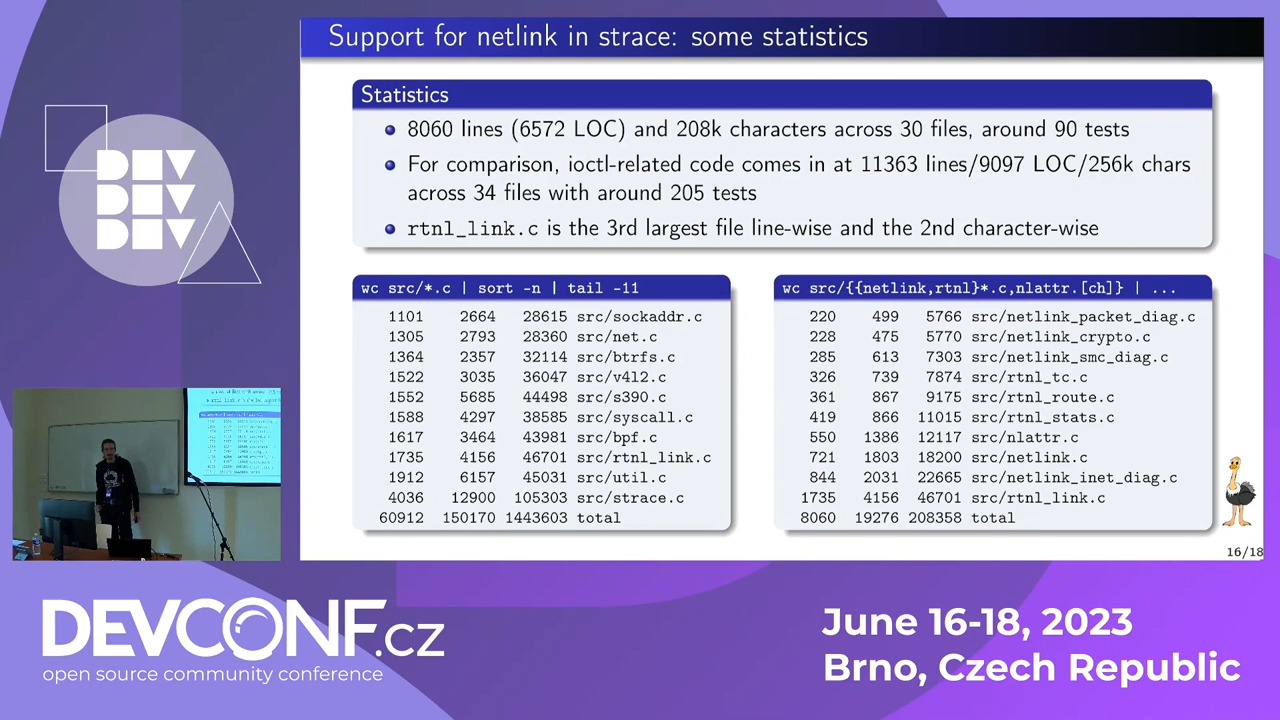 Support for netlink in strace: some statistics
Statistics
8060 lines (6572 LOC) and 208k characters across 30 files, around 90 tests
For comparison, ioctl-related code comes in at 11363 lines/9097 LOC/256k chars
across 34 files with around 205 tests
rtnl_link.c is the 3rd largest file line-wise and the 2nd character-wise
wc src/*.c | sort -n | tail -11
1101 2664 28615 src/sockaddr.c
1305 2793 28360 src/net.c
1364 2357 32114 src/btrfs.c
1522 3035 36047 src/v4l2.c
1552 5685 44498 src/s390.c
1588 4297 38585 src/syscall.c
1617 3464 43981 src/bpf.c
1735 4156 46701 src/rtnl_link.c
1912 6157 45031 src/util.c
4036 12900 105303 src/strace.c
60912 150170 1443603 total
wc src/{{netlink,rtnl}*.c,nlattr.[ch]} | ...
220 499 5766 src/netlink_packet_diag.c
228 475 5770 src/netlink_crypto.c
285 613 7303 src/netlink_smc_diag.c
326 739 7874 src/rtnl_tc.c
361 867 9175 src/rtnl_route.c
419 866 11015 src/rtnl_stats.c
550 1386 12117 src/nlattr.c
721 1803 18200 src/netlink.c
844 2031 22665 src/netlink_inet_diag.c
1735 4156 46701 src/rtnl_link.c
8060 19276 208358 total
16/18
DEV
DEV
DEV
DEVCONF.cz
open source community conference
June 16-18, 2023
Brno, Czech Republic